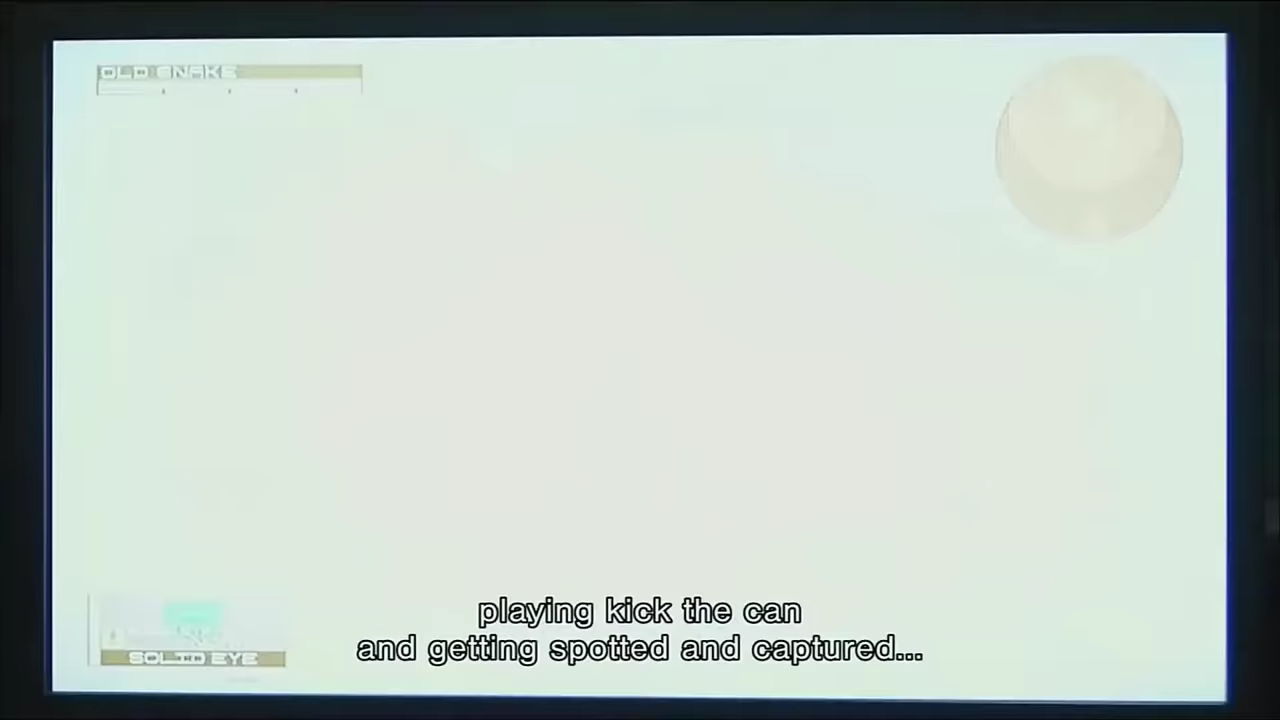 OLD SNAKE
SOLID EYE
playing kick the can
and getting spotted and captured...